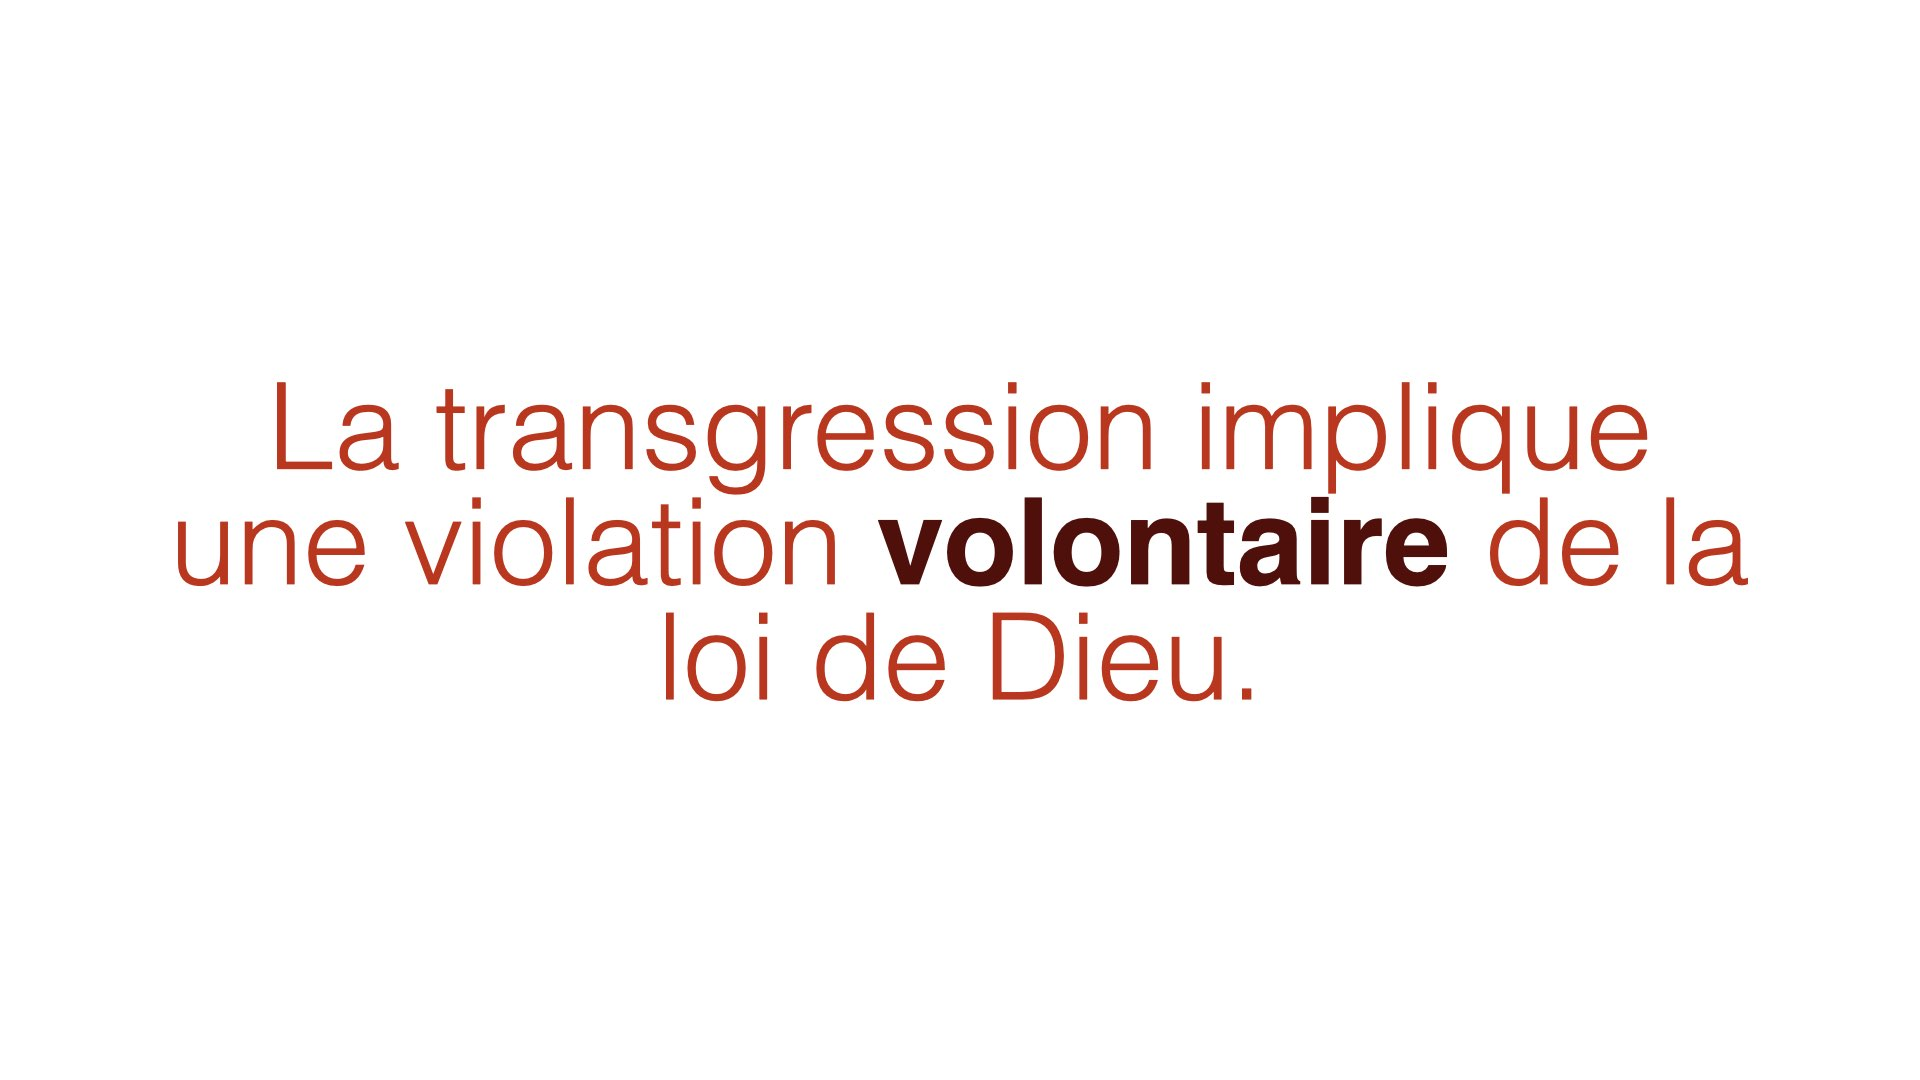 La transgression implique
une violation volontaire de la
loi de Dieu.